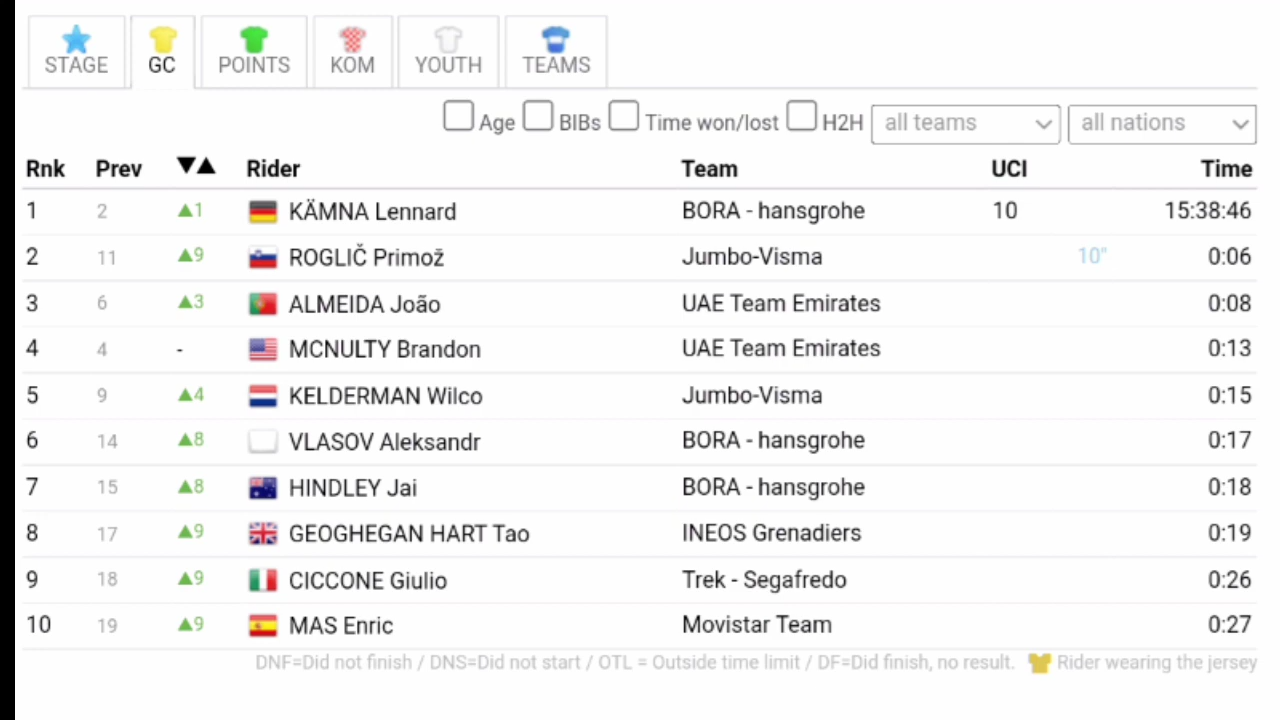 STAGE GC POINTS KOM YOUTH TEAMS
Age BIBs Time won/lost H2H all teams all nations
Rnk Prev ▼▲ Rider Team UCI Time
1 2 ▲1 KÄMNA Lennard BORA - hansgrohe 10 15:38:46
2 11 ▲9 ROGLIČ Primož Jumbo-Visma 10" 0:06
3 6 ▲3 ALMEIDA João UAE Team Emirates 0:08
4 4 - MCNULTY Brandon UAE Team Emirates 0:13
5 9 ▲4 KELDERMAN Wilco Jumbo-Visma 0:15
6 14 ▲8 VLASOV Aleksandr BORA - hansgrohe 0:17
7 15 ▲8 HINDLEY Jai BORA - hansgrohe 0:18
8 17 ▲9 GEOGHEGAN HART Tao INEOS Grenadiers 0:19
9 18 ▲9 CICCONE Giulio Trek - Segafredo 0:26
10 19 ▲9 MAS Enric Movistar Team 0:27
DNF=Did not finish / DNS=Did not start / OTL = Outside time limit / DF=Did finish, no result. Rider wearing the jersey